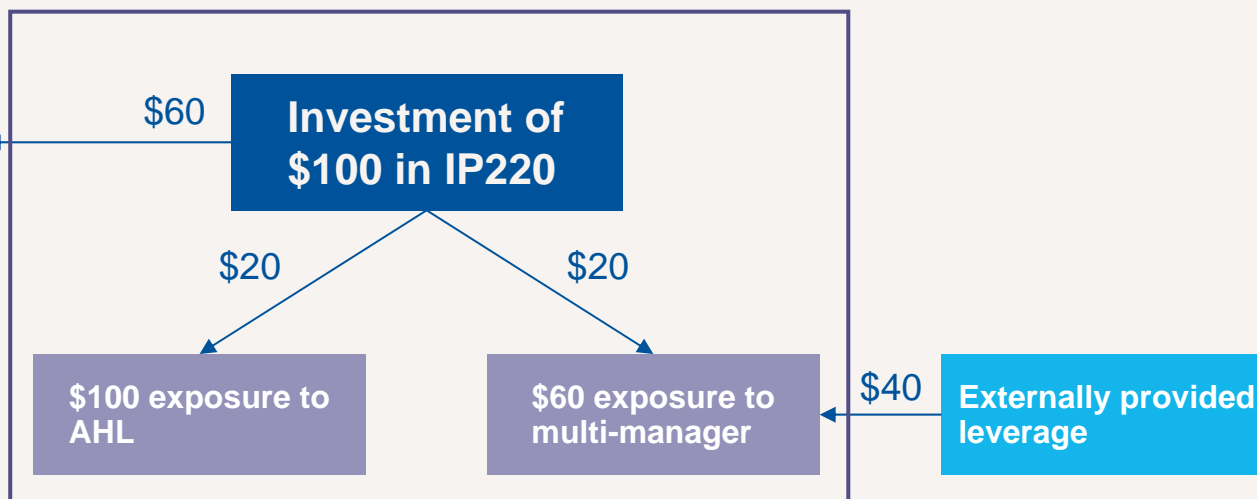 $60
Investment of
$100 in IP220
$20
$20
$100 exposure to
AHL
$60 exposure to
multi-manager
$40
Externally provided
leverage